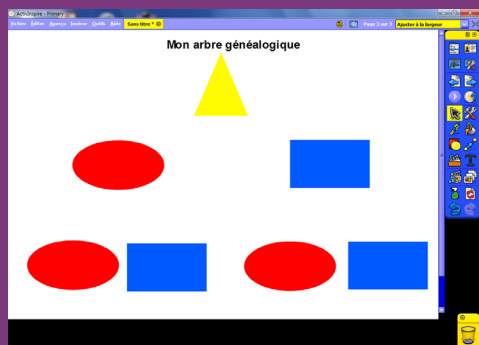 ActivInspire - Primary
Fichier Editer Aperçu Insérer Outils Aide Sans titre * Page 3 sur 3 Ajuster à la largeur
Mon arbre généalogique
T